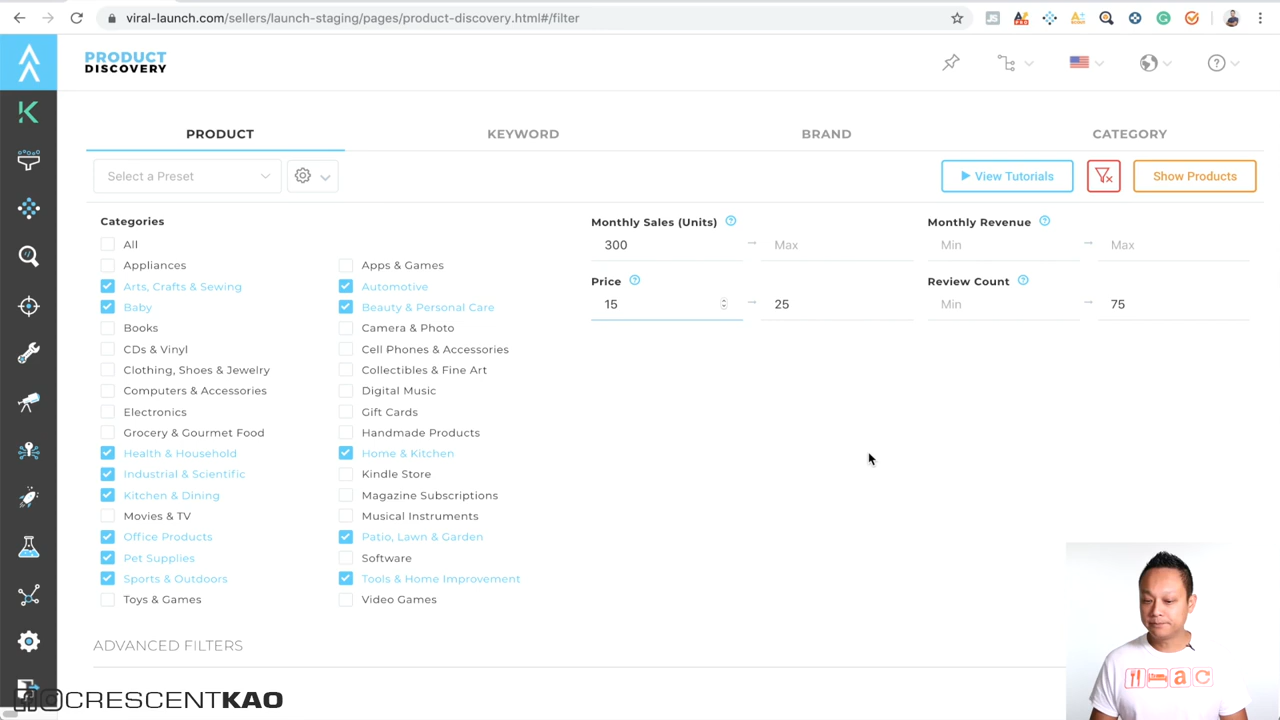 viral-launch.com/sellers/launch-staging/pages/product-discovery.html#/filter
PRODUCT
DISCOVERY
PRODUCT
KEYWORD
BRAND
CATEGORY
Select a Preset
View Tutorials
Show Products
Categories
All
Appliances
Apps & Games
Arts, Crafts & Sewing
Automotive
Baby
Beauty & Personal Care
Books
Camera & Photo
CDs & Vinyl
Cell Phones & Accessories
Clothing, Shoes & Jewelry
Collectibles & Fine Art
Computers & Accessories
Digital Music
Electronics
Gift Cards
Grocery & Gourmet Food
Handmade Products
Health & Household
Home & Kitchen
Industrial & Scientific
Kindle Store
Kitchen & Dining
Magazine Subscriptions
Movies & TV
Musical Instruments
Office Products
Patio, Lawn & Garden
Pet Supplies
Software
Sports & Outdoors
Tools & Home Improvement
Toys & Games
Video Games
Monthly Sales (Units)
300
Max
Monthly Revenue
Min
Max
Price
15
25
Review Count
Min
75
ADVANCED FILTERS
CRESCENTKAO
a